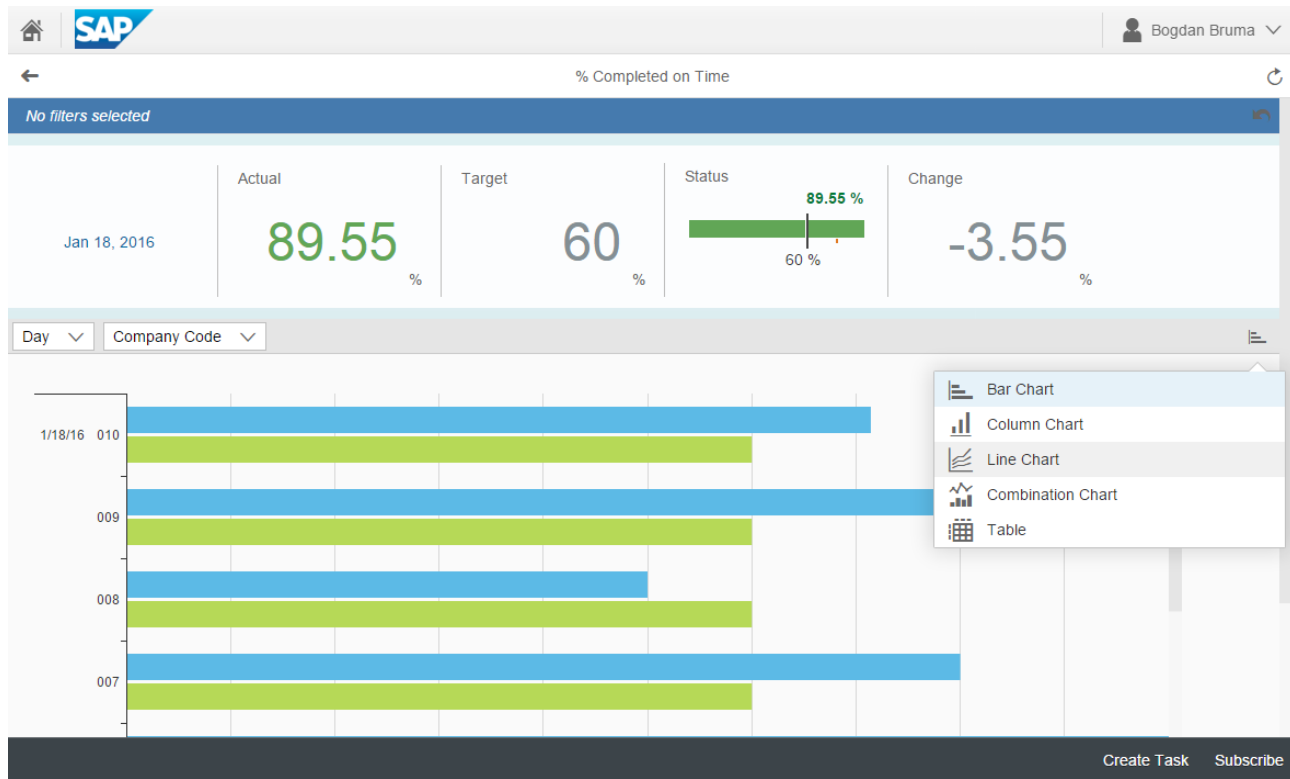 SAP
Bogdan Bruma
% Completed on Time
No filters selected
Jan 18, 2016
Actual
89.55
%
Target
60
%
Status
89.55 %
60 %
Change
-3.55
%
Day
Company Code
Bar Chart
Column Chart
Line Chart
Combination Chart
Table
1/18/16 010
009
008
007
Create Task Subscribe